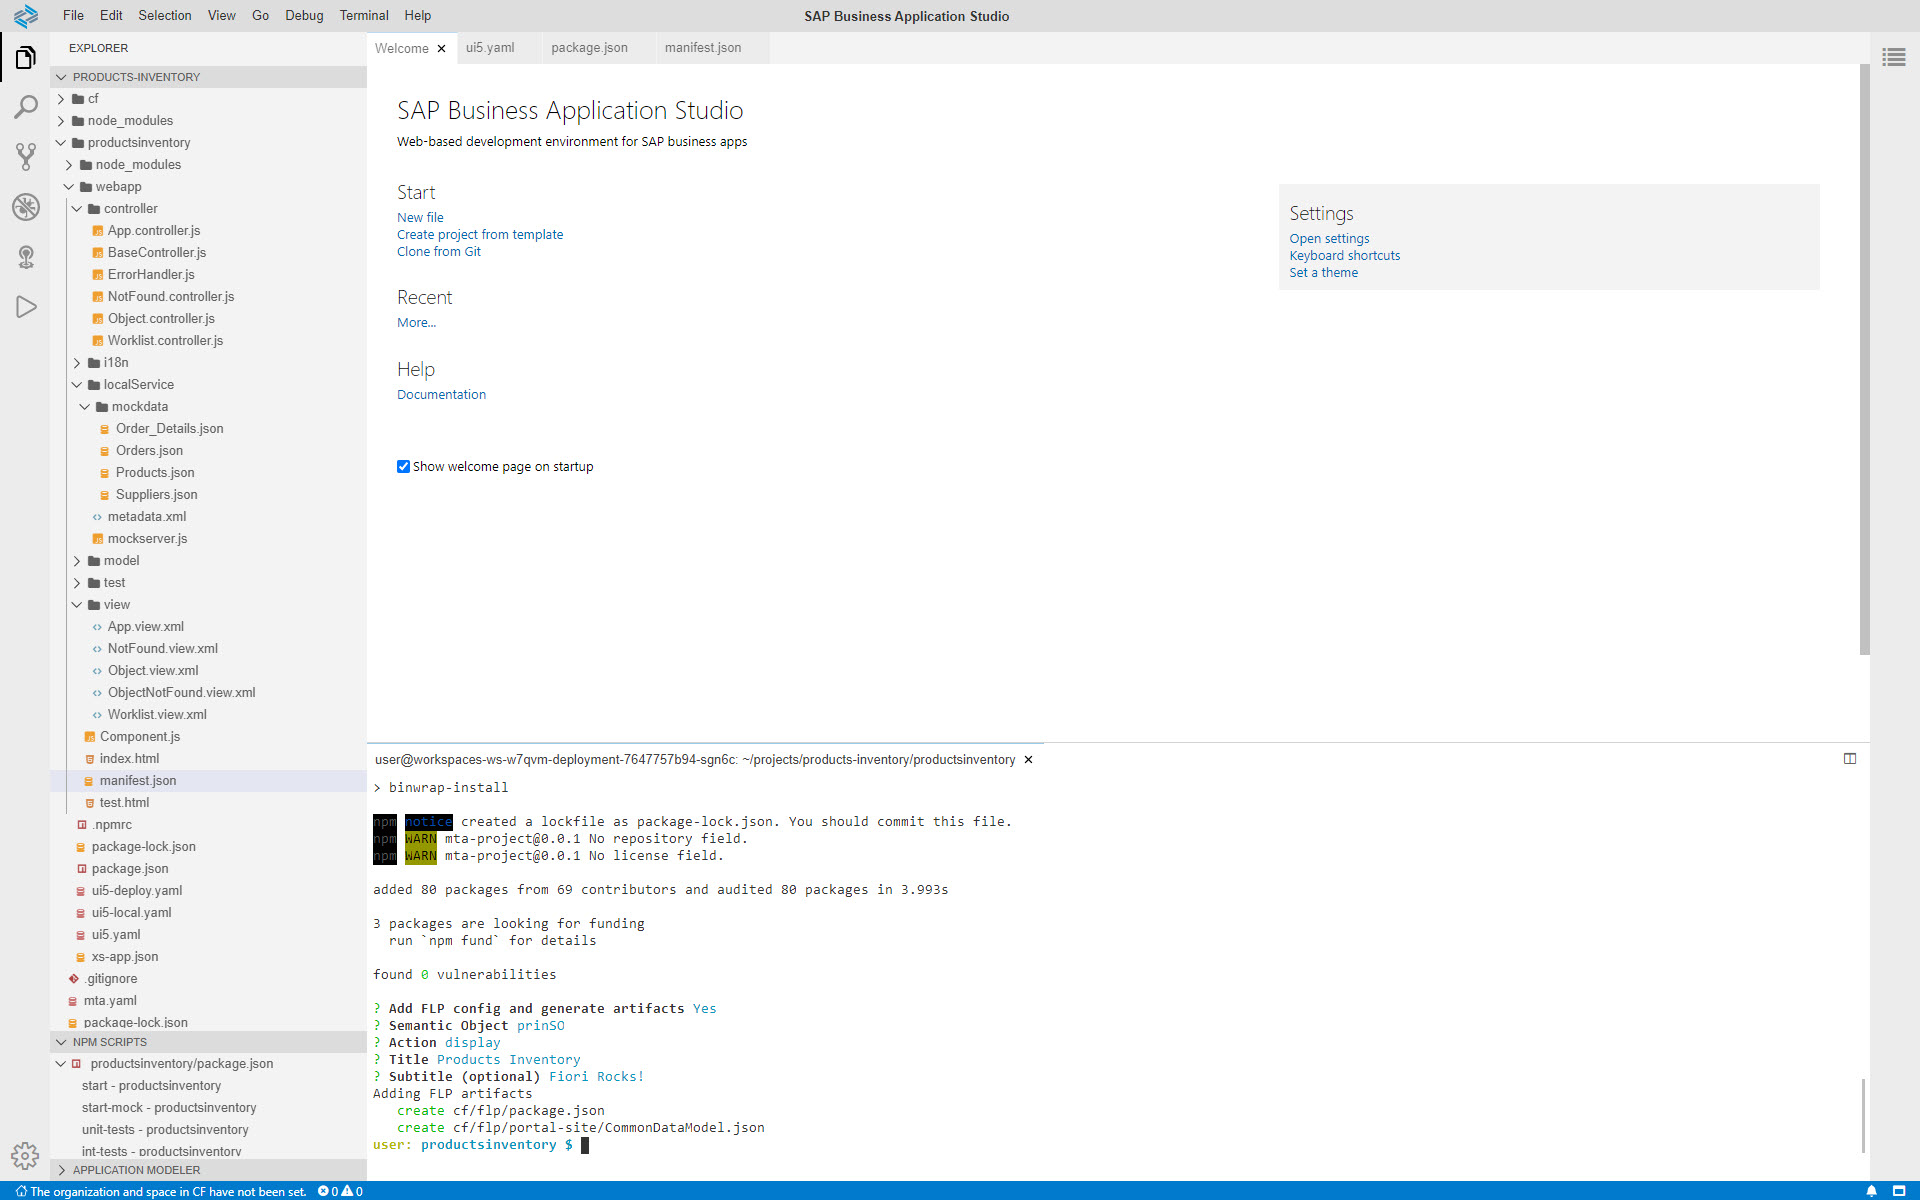 File Edit Selection View Go Debug Terminal Help
SAP Business Application Studio
EXPLORER
PRODUCTS-INVENTORY
cf
node_modules
productsinventory
node_modules
webapp
controller
App.controller.js
BaseController.js
ErrorHandler.js
NotFound.controller.js
Object.controller.js
Worklist.controller.js
i18n
localService
mockdata
Order_Details.json
Orders.json
Products.json
Suppliers.json
metadata.xml
mockserver.js
model
test
view
App.view.xml
NotFound.view.xml
Object.view.xml
ObjectNotFound.view.xml
Worklist.view.xml
Component.js
index.html
manifest.json
test.html
.npmrc
package-lock.json
package.json
ui5-deploy.yaml
ui5-local.yaml
ui5.yaml
xs-app.json
.gitignore
mta.yaml
package-lock.json
NPM SCRIPTS
productsinventory/package.json
start - productsinventory
start-mock - productsinventory
unit-tests - productsinventory
int-tests - productsinventory
APPLICATION MODELER
Welcome ui5.yaml package.json manifest.json
SAP Business Application Studio
Web-based development environment for SAP business apps
Start
New file
Create project from template
Clone from Git
Recent
More...
Help
Documentation
Show welcome page on startup
Settings
Open settings
Keyboard shortcuts
Set a theme
user@workspaces-ws-w7qvm-deployment-7647757b94-sgn6c: ~/projects/products-inventory/productsinventory
> binwrap-install
npm notice created a lockfile as package-lock.json. You should commit this file.
npm WARN mta-project@0.0.1 No repository field.
npm WARN mta-project@0.0.1 No license field.
added 80 packages from 69 contributors and audited 80 packages in 3.993s
3 packages are looking for funding
run `npm fund` for details
found 0 vulnerabilities
? Add FLP config and generate artifacts Yes
? Semantic Object prinSO
? Action display
? Title Products Inventory
? Subtitle (optional) Fiori Rocks!
Adding FLP artifacts
create cf/flp/package.json
create cf/flp/portal-site/CommonDataModel.json
user: productsinventory $
The organization and space in CF have not been set. 0 0